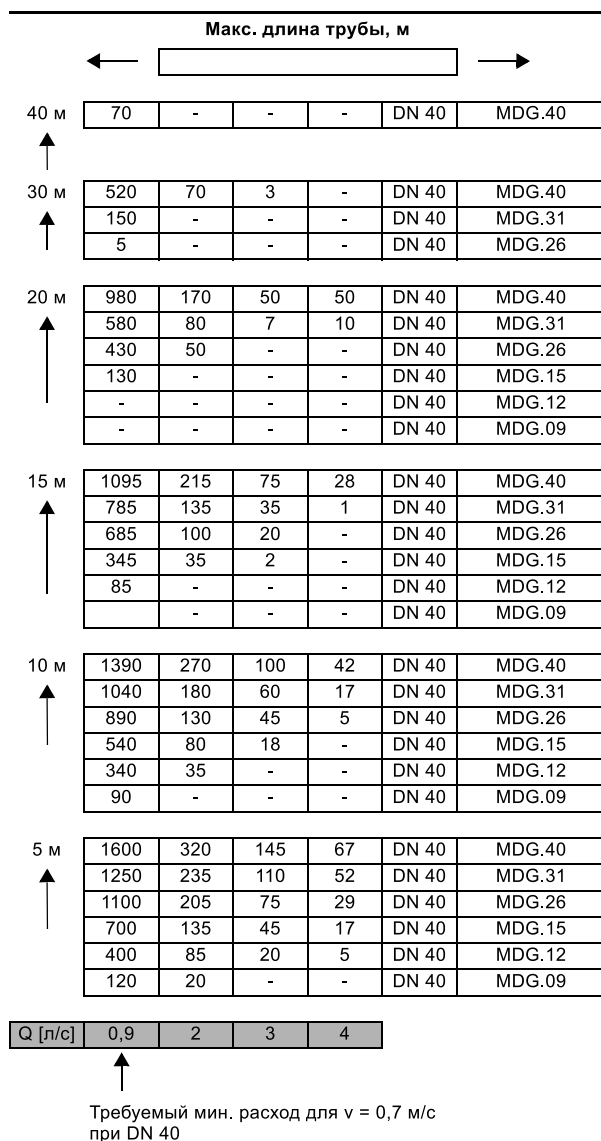 Макс. длина трубы, м
40 м 70 - - - DN 40 MDG.40
30 м 520 70 3 - DN 40 MDG.40
150 - - - DN 40 MDG.31
5 - - - DN 40 MDG.26
20 м 980 170 50 50 DN 40 MDG.40
580 80 7 10 DN 40 MDG.31
430 50 - - DN 40 MDG.26
130 - - - DN 40 MDG.15
- - - - DN 40 MDG.12
- - - - DN 40 MDG.09
15 м 1095 215 75 28 DN 40 MDG.40
785 135 35 1 DN 40 MDG.31
685 100 20 - DN 40 MDG.26
345 35 2 - DN 40 MDG.15
85 - - - DN 40 MDG.12
- - - DN 40 MDG.09
10 м 1390 270 100 42 DN 40 MDG.40
1040 180 60 17 DN 40 MDG.31
890 130 45 5 DN 40 MDG.26
540 80 18 - DN 40 MDG.15
340 35 - - DN 40 MDG.12
90 - - - DN 40 MDG.09
5 м 1600 320 145 67 DN 40 MDG.40
1250 235 110 52 DN 40 MDG.31
1100 205 75 29 DN 40 MDG.26
700 135 45 17 DN 40 MDG.15
400 85 20 5 DN 40 MDG.12
120 20 - - DN 40 MDG.09
Q [л/с] 0,9 2 3 4
Требуемый мин. расход для v = 0,7 м/с
при DN 40